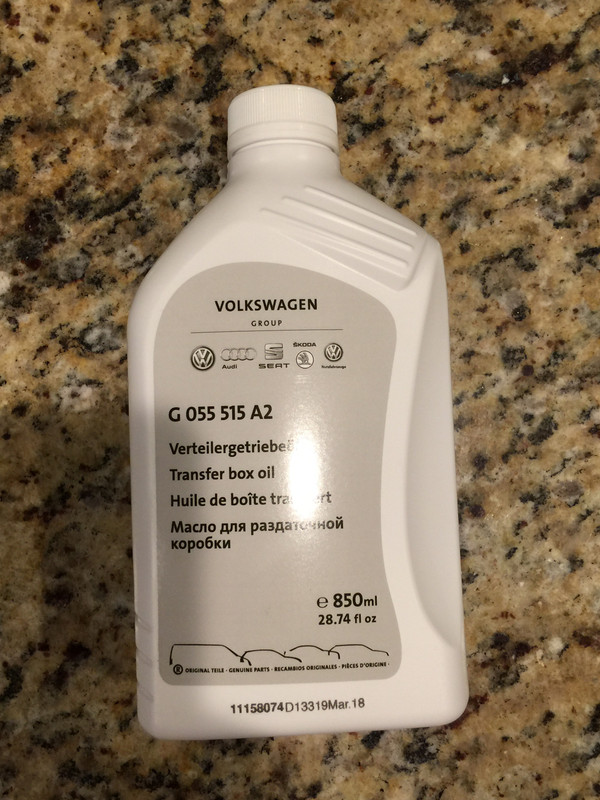 VOLKSWAGEN
GROUP
Audi
SEAT
ŠKODA
Nutzfahrzeuge
G 055 515 A2
Transfer box oil
Huile de boîte
Масло для раздаточной
коробки
e 850ml
28.74 fl oz
® ORIGINAL TEILE · GENUINE PARTS · RECAMBIOS ORIGINALES · PIÈCES D'ORIGINE ·
11158074D13319Mar.18